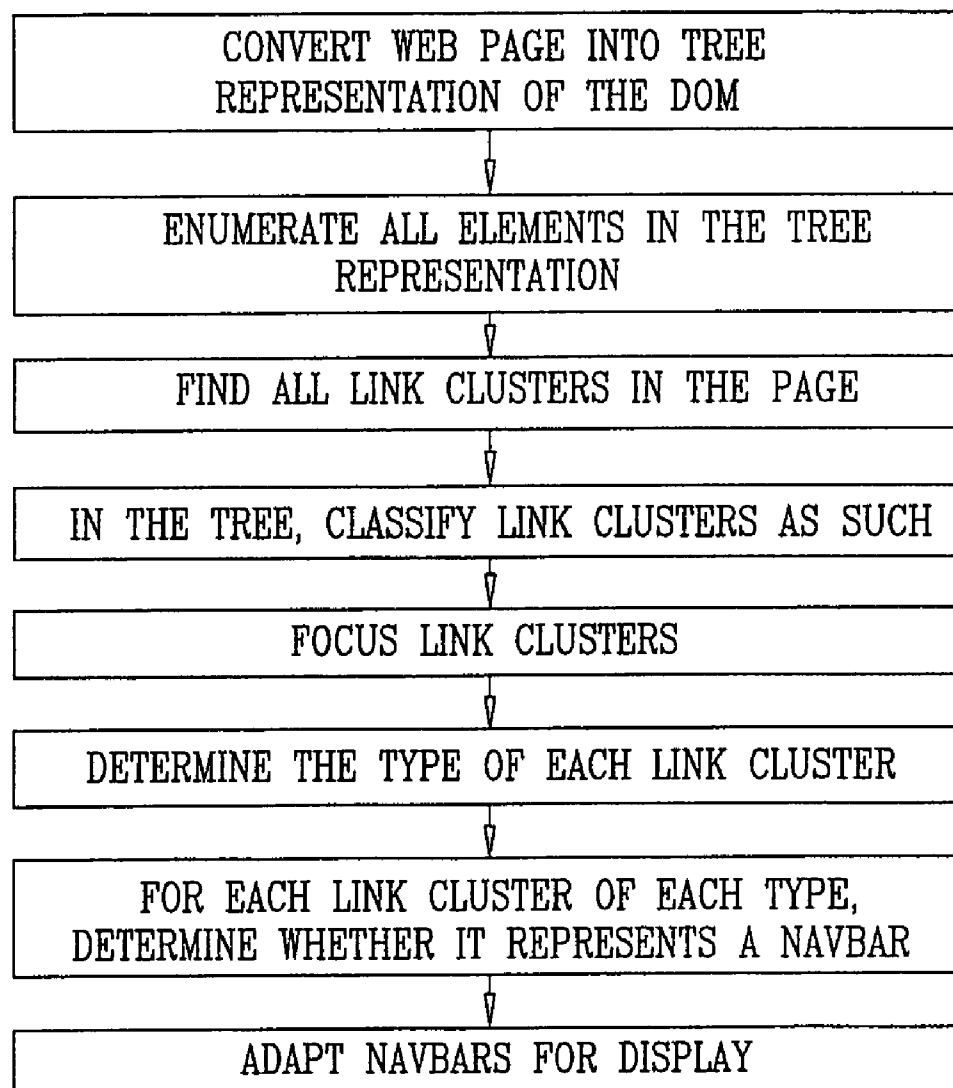 CONVERT WEB PAGE INTO TREE
REPRESENTATION OF THE DOM
ENUMERATE ALL ELEMENTS IN THE TREE
REPRESENTATION
FIND ALL LINK CLUSTERS IN THE PAGE
IN THE TREE, CLASSIFY LINK CLUSTERS AS SUCH
FOCUS LINK CLUSTERS
DETERMINE THE TYPE OF EACH LINK CLUSTER
FOR EACH LINK CLUSTER OF EACH TYPE,
DETERMINE WHETHER IT REPRESENTS A NAVBAR
ADAPT NAVBARS FOR DISPLAY